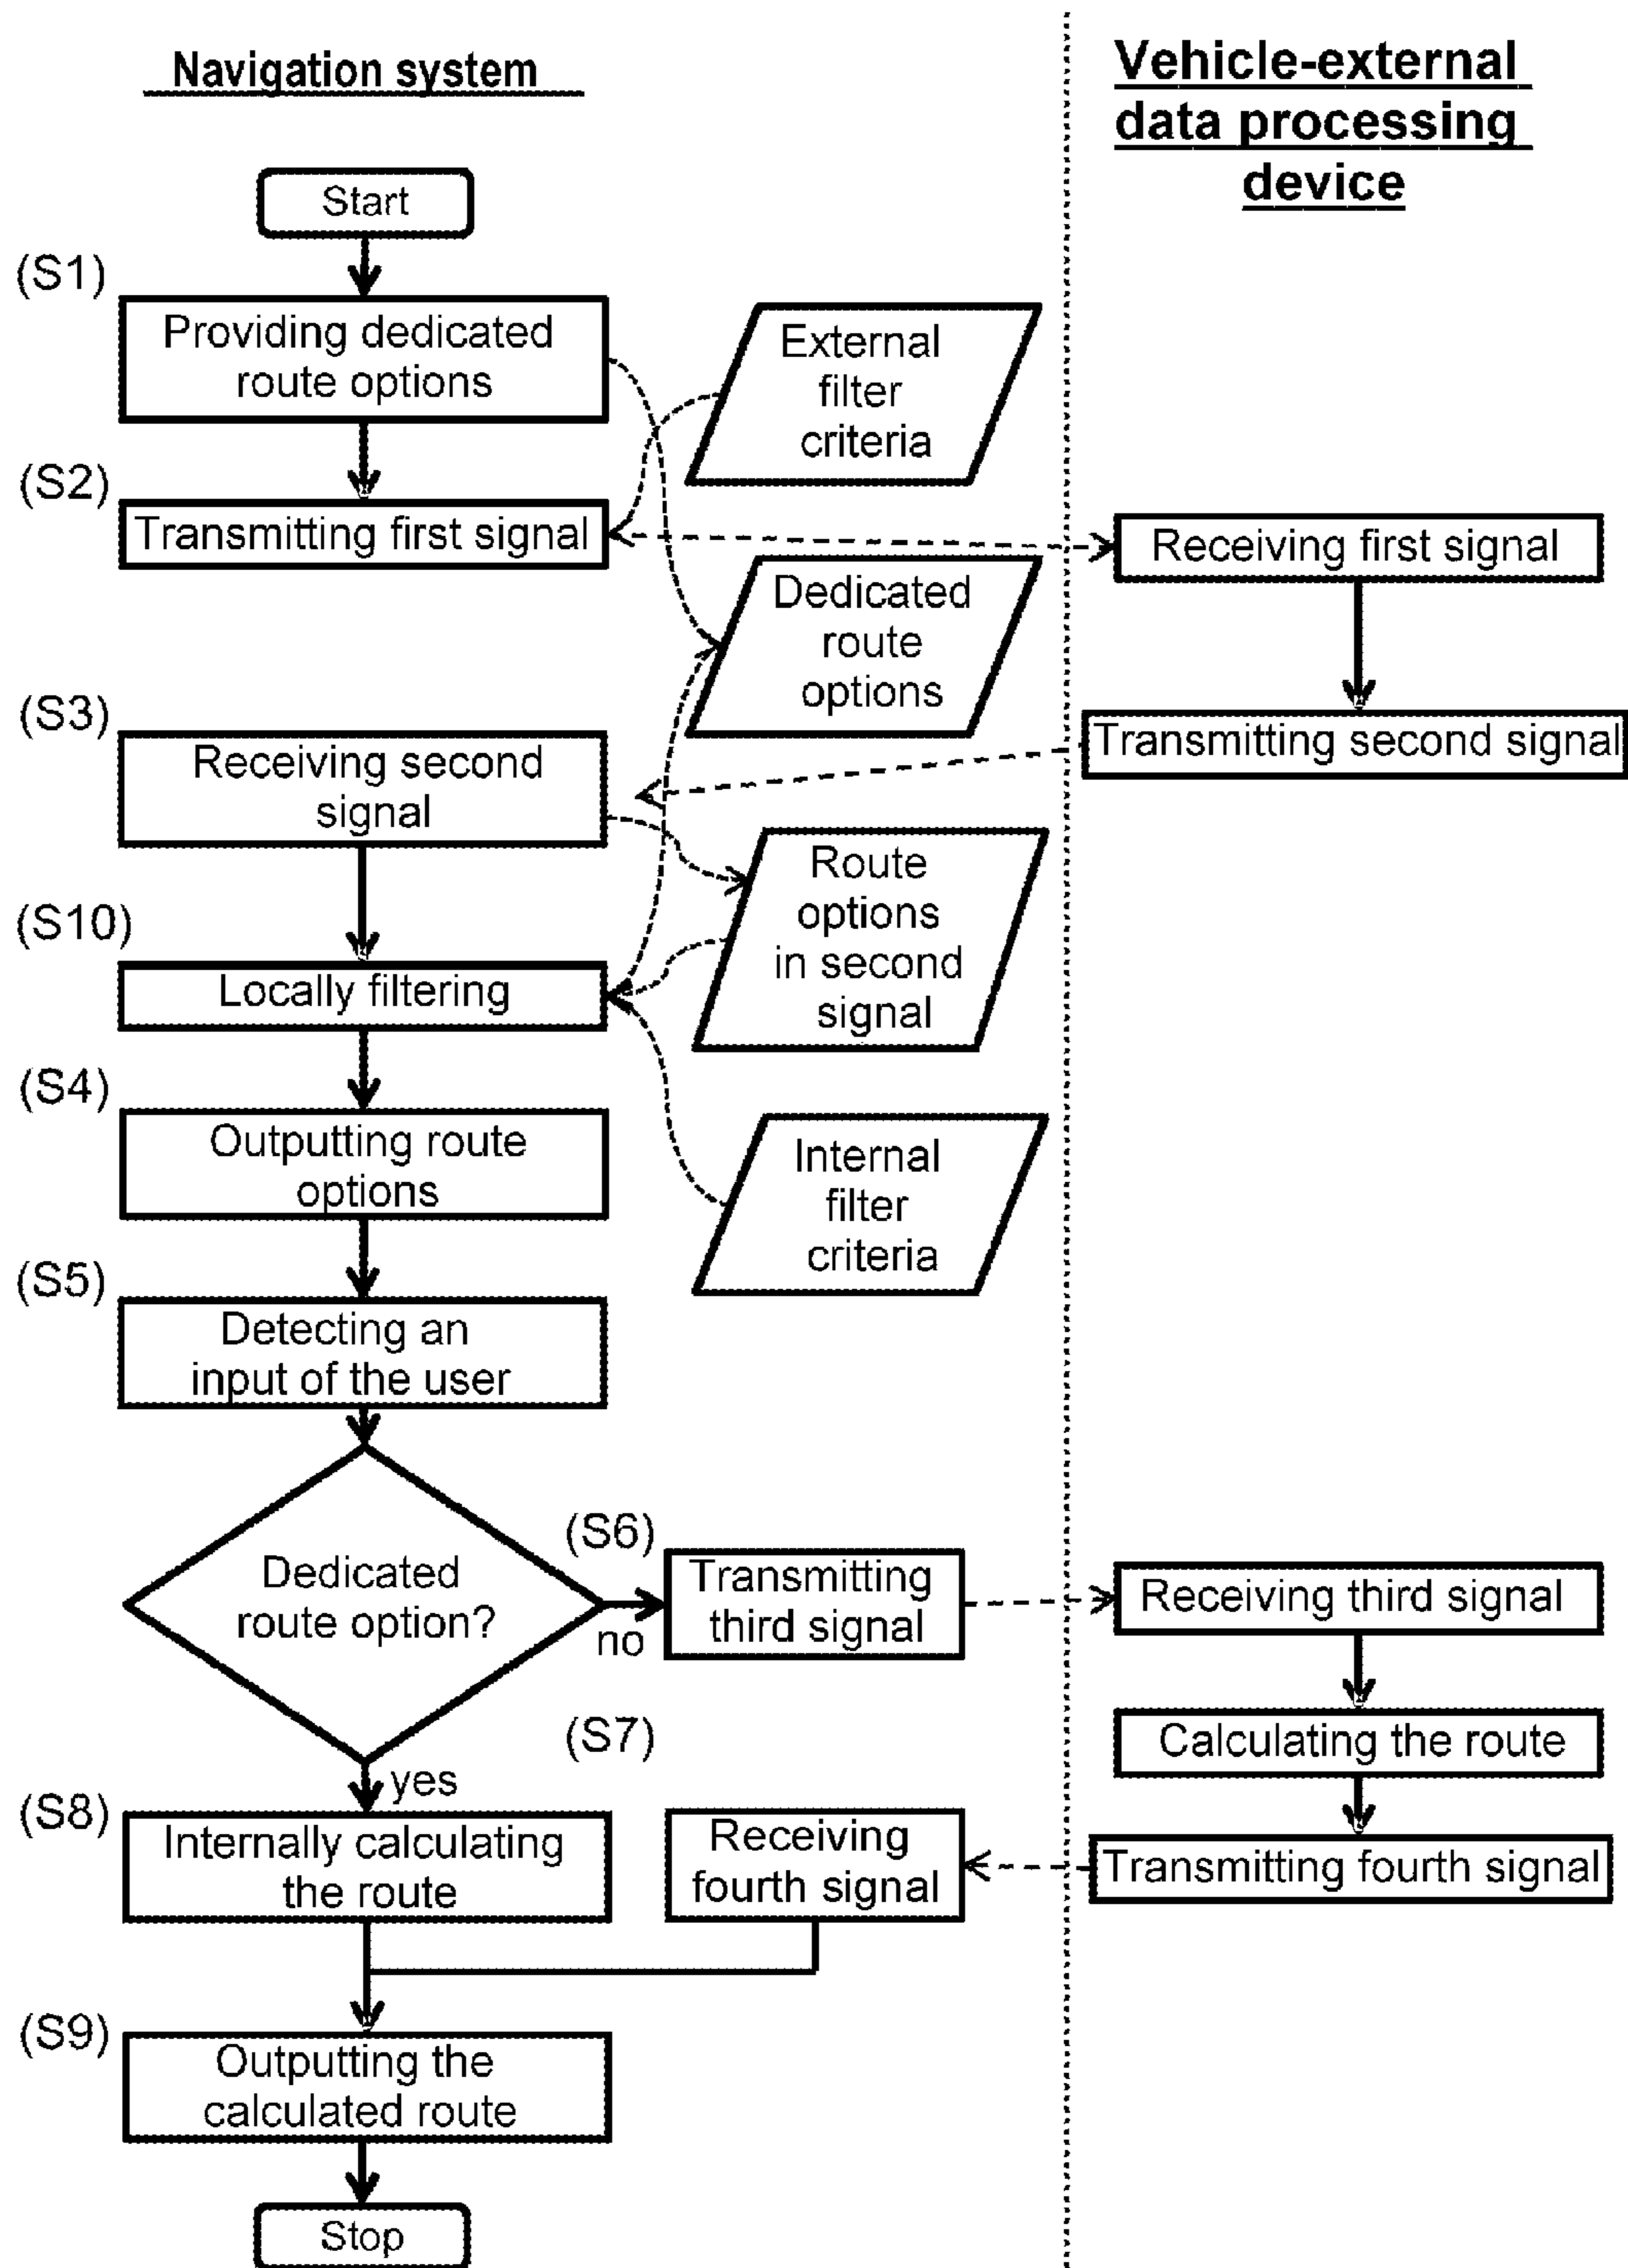 Navigation system
Vehicle-external
data processing
device
Start
(S1)
Providing dedicated
route options
External
filter
criteria
(S2)
Transmitting first signal
Receiving first signal
Dedicated
route
options
(S3)
Receiving second
signal
Transmitting second signal
Route
options
in second
signal
(S10)
Locally filtering
(S4)
Outputting route
options
Internal
filter
criteria
(S5)
Detecting an
input of the user
Dedicated
route option?
(S6)
no
Transmitting
third signal
Receiving third signal
Calculating the route
(S7)
yes
(S8)
Internally calculating
the route
Receiving
fourth signal
Transmitting fourth signal
(S9)
Outputting the
calculated route
Stop